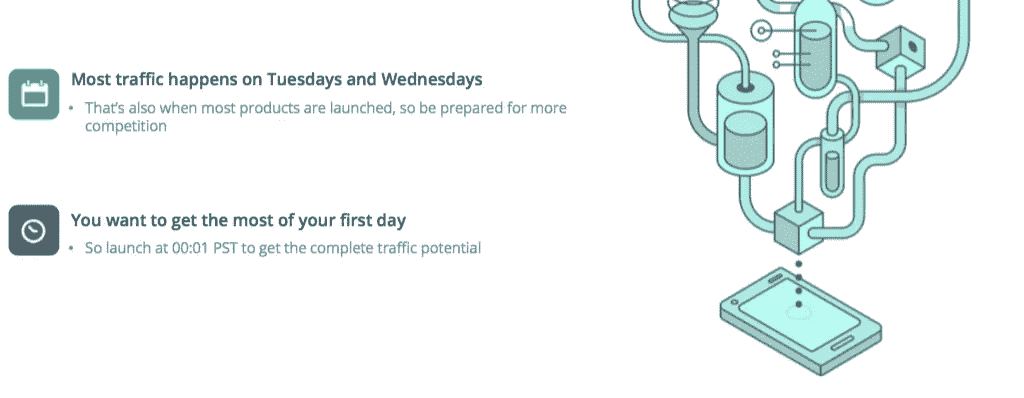 Most traffic happens on Tuesdays and Wednesdays
• That's also when most products are launched, so be prepared for more
competition
You want to get the most of your first day
• So launch at 00:01 PST to get the complete traffic potential